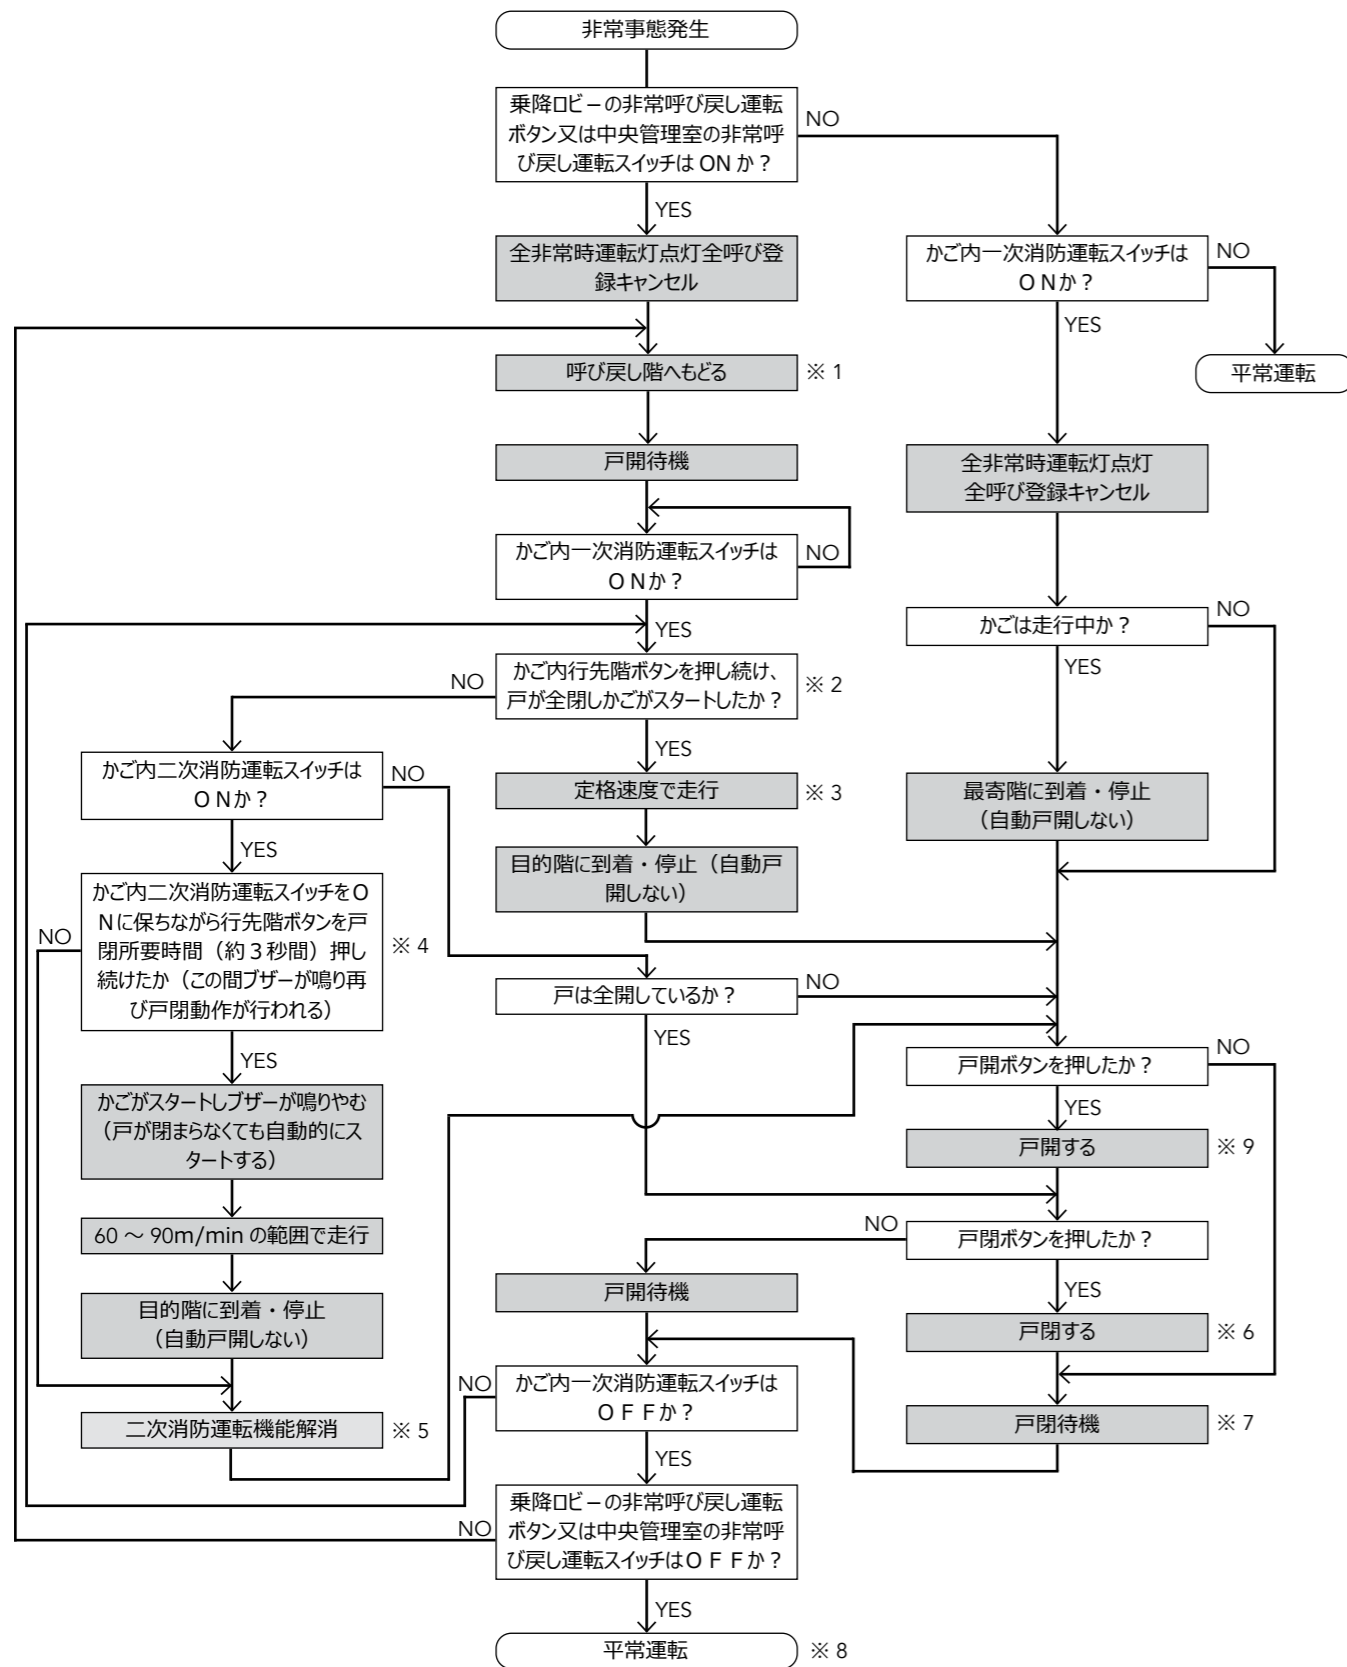 非常事態発生
乗降ロビーの非常呼び戻し運転
ボタン又は中央管理室の非常呼
び戻し運転スイッチは ON か？
NO
YES
全非常時運転灯点灯全呼び登
録キャンセル
かご内一次消防運転スイッチは
ＯＮか？
NO
YES
呼び戻し階へもどる
※ 1
平常運転
戸開待機
全非常時運転灯点灯
全呼び登録キャンセル
かご内一次消防運転スイッチは
ＯＮか？
NO
YES
かごは走行中か？
NO
YES
かご内行先階ボタンを押し続け、
戸が全閉しかごがスタートしたか？
※ 2
NO
YES
かご内二次消防運転スイッチは
ＯＮか？
NO
YES
定格速度で走行
※ 3
最寄階に到着・停止
（自動戸開しない）
目的階に到着・停止（自動戸
開しない）
かご内二次消防運転スイッチをＯ
Ｎに保ちながら行先階ボタンを戸
閉所要時間（約３秒間）押し
続けたか（この間ブザーが鳴り再
び戸閉動作が行われる）
NO
※ 4
YES
戸は全開しているか？
NO
YES
戸開ボタンを押したか？
NO
YES
かごがスタートしブザーが鳴りやむ
（戸が閉まらなくても自動的にス
タートする）
戸開する
※ 9
60 ～ 90m/min の範囲で走行
戸閉ボタンを押したか？
NO
YES
戸開待機
目的階に到着・停止
（自動戸開しない）
戸閉する
※ 6
かご内一次消防運転スイッチは
ＯＦＦか？
NO
YES
二次消防運転機能解消
※ 5
戸閉待機
※ 7
乗降ロビーの非常呼び戻し運転
ボタン又は中央管理室の非常呼
び戻し運転スイッチはＯＦＦか？
NO
YES
平常運転
※ 8